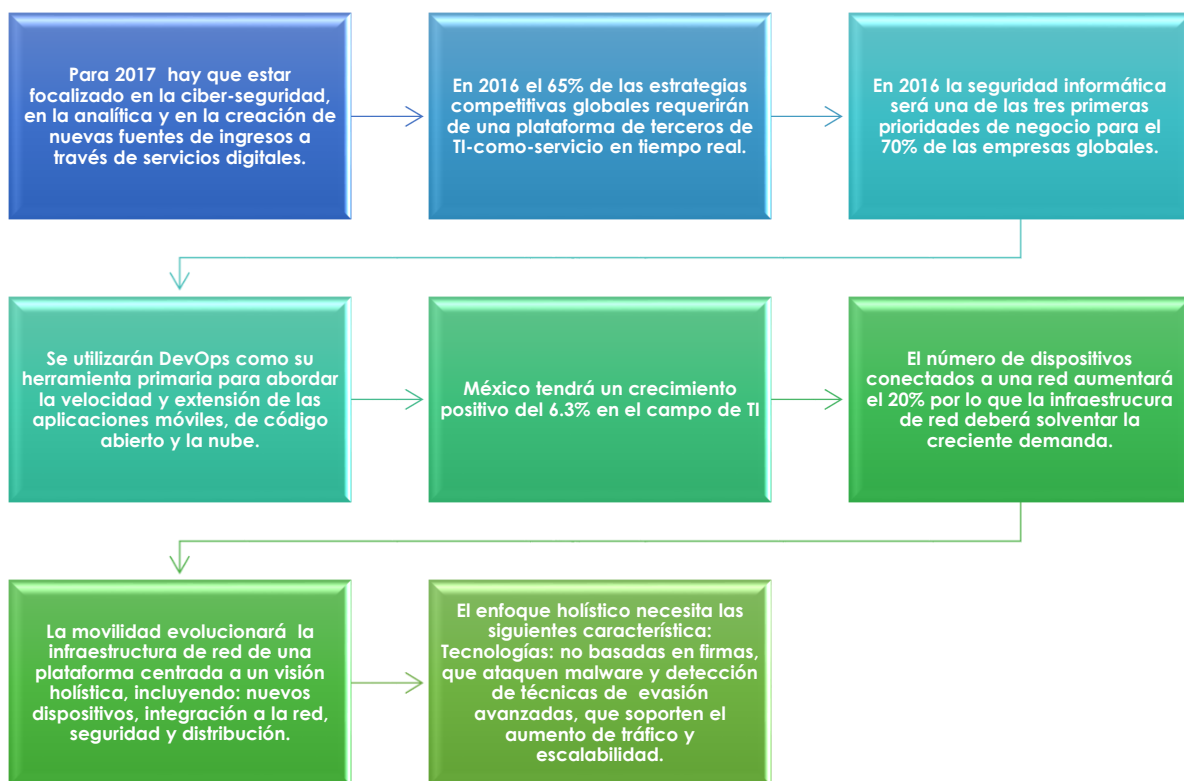 Para 2017 hay que estar
focalizado en la ciber-seguridad,
en la analítica y en la creación de
nuevas fuentes de ingresos a
través de servicios digitales.
En 2016 el 65% de las estrategias
competitivas globales requerirán
de una plataforma de terceros de
TI-como-servicio en tiempo real.
En 2016 la seguridad informática
será una de las tres primeras
prioridades de negocio para el
70% de las empresas globales.
Se utilizarán DevOps como su
herramienta primaria para abordar
la velocidad y extensión de las
aplicaciones móviles, de código
abierto y la nube.
México tendrá un crecimiento
positivo del 6.3% en el campo de TI
El número de dispositivos
conectados a una red aumentará
el 20% por lo que la infraestrucura
de red deberá solventar la
creciente demanda.
La movilidad evolucionará la
infraestructura de red de una
plataforma centrada a un visión
holística, incluyendo: nuevos
dispositivos, integración a la red,
seguridad y distribución.
El enfoque holístico necesita las
siguientes característica:
Tecnologías: no basadas en firmas,
que ataquen malware y detección
de técnicas de evasión
avanzadas, que soporten el
aumento de tráfico y
escalabilidad.